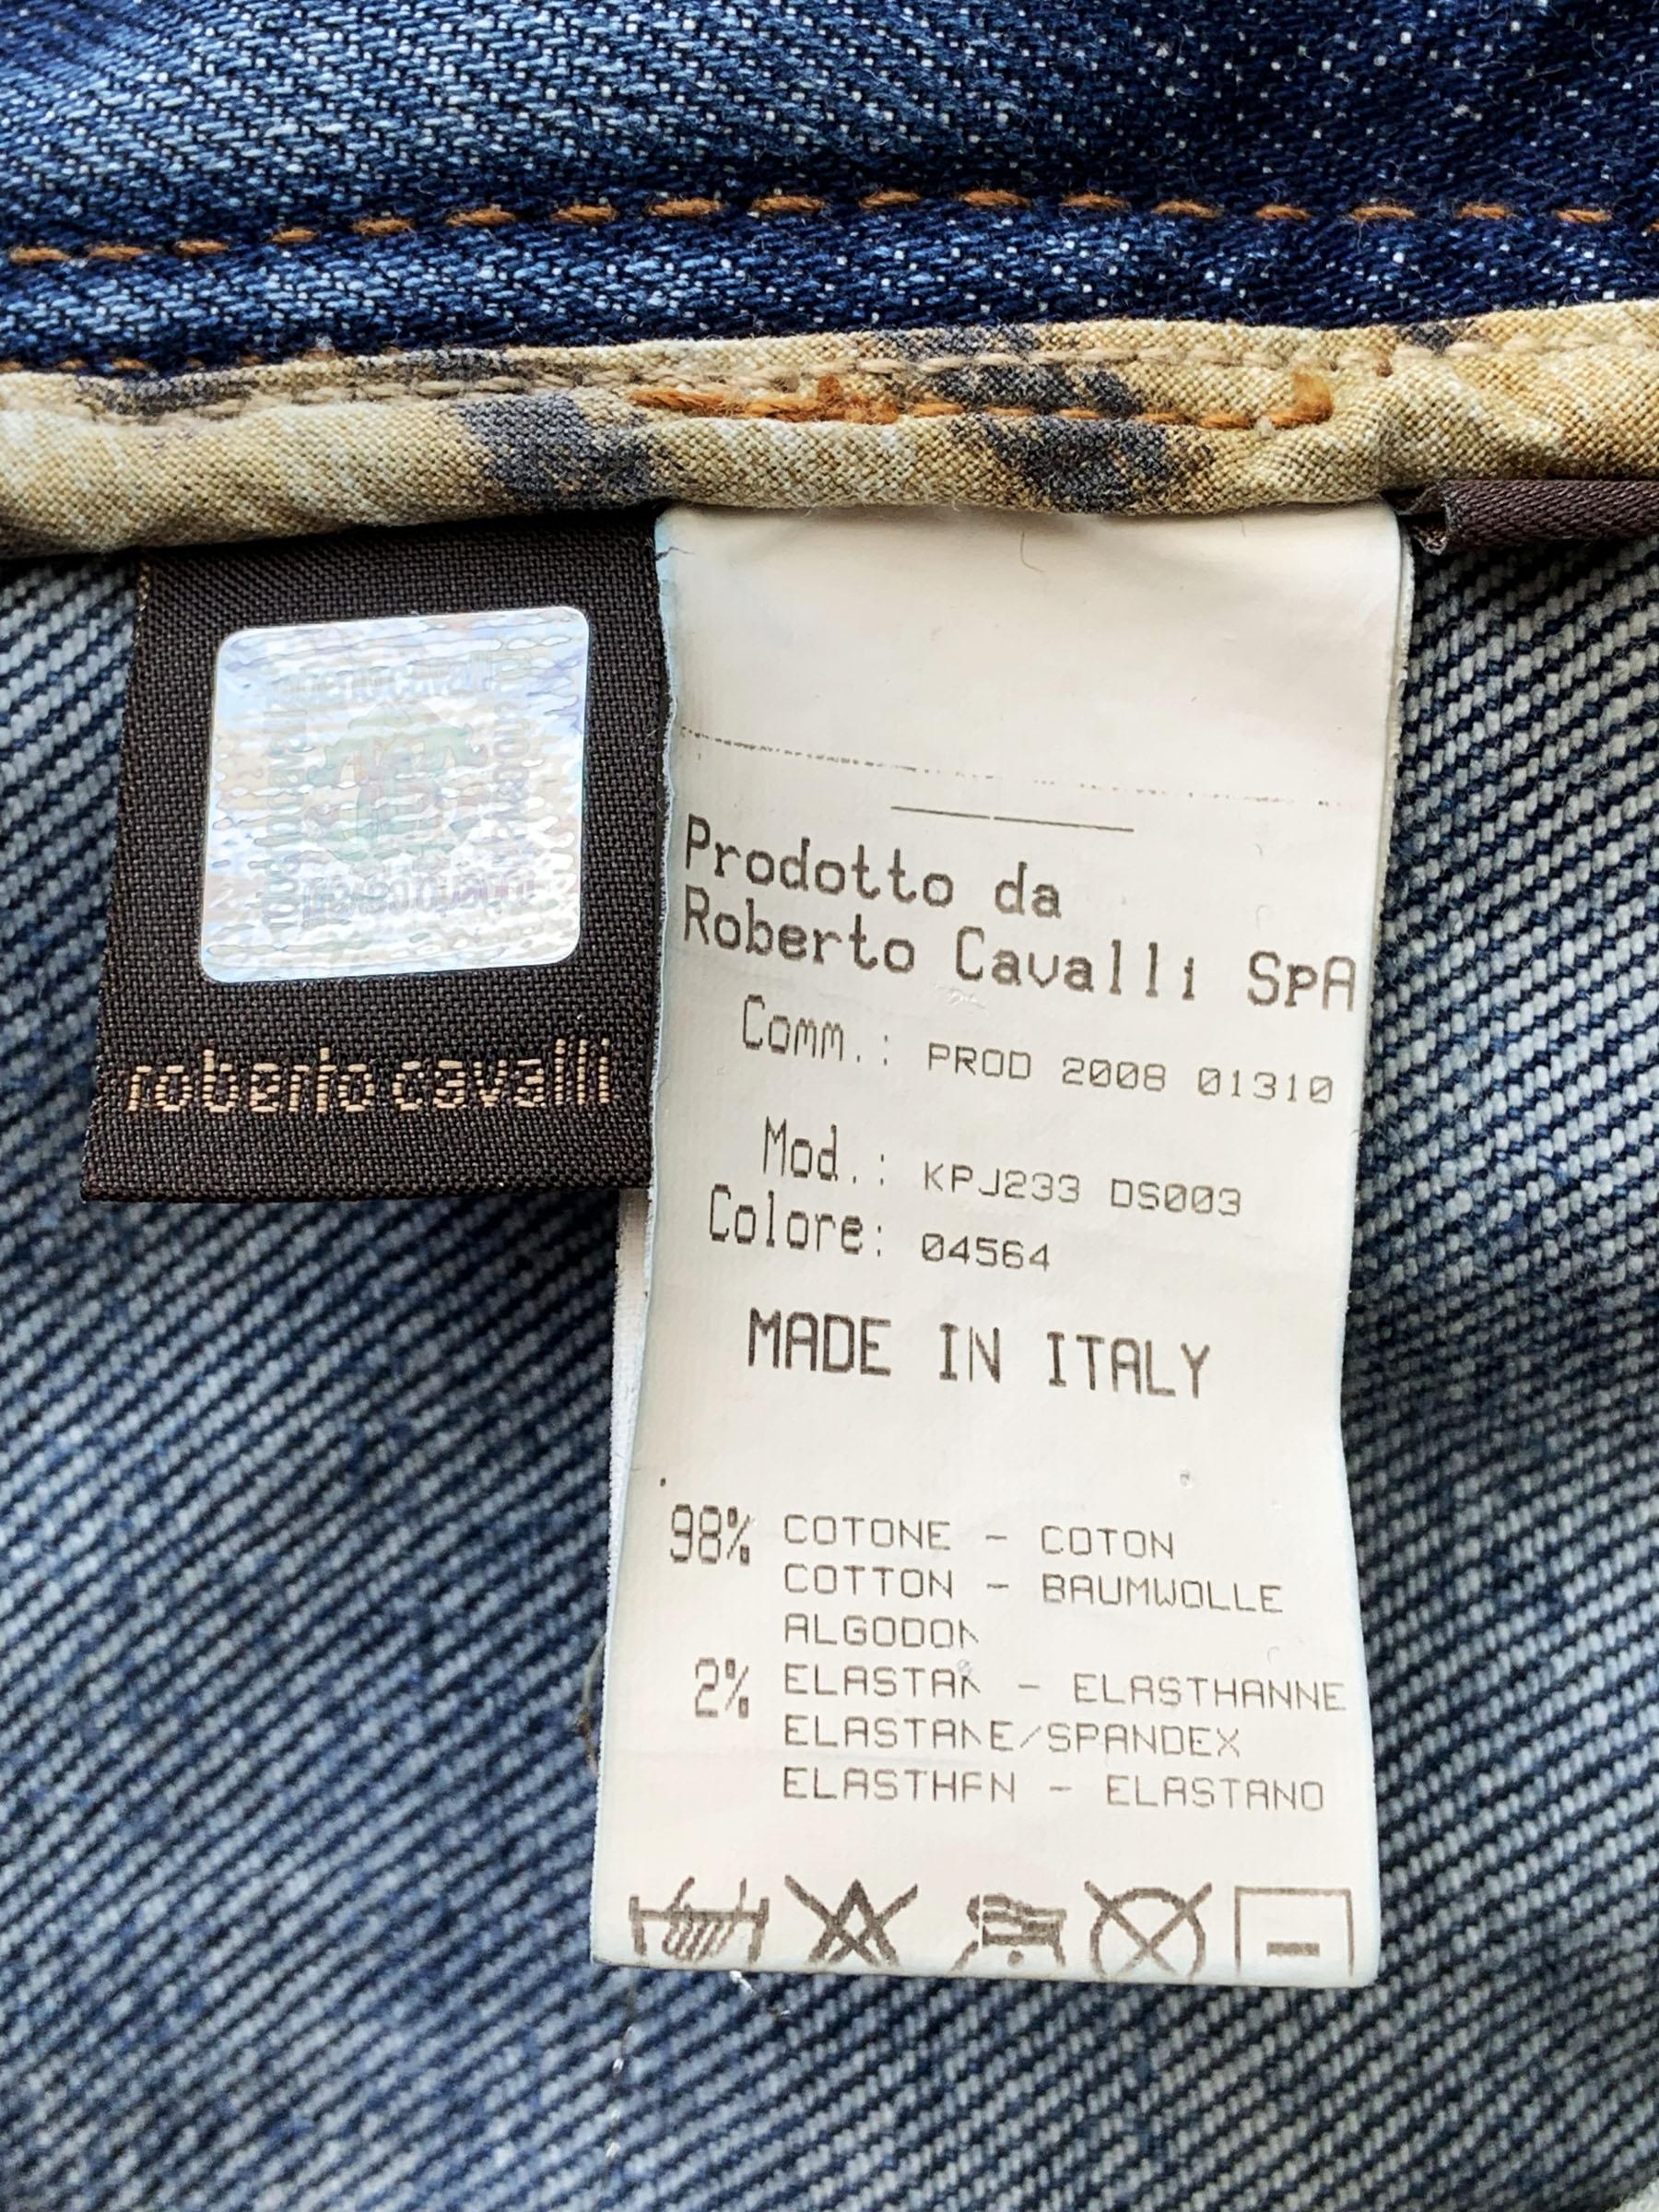 roberto cavalli
Prodotto da
Roberto Cavalli SpA
Comm.: PROD 2008 01310
Mod.: KPJ233 DS003
Colore: 04564
MADE IN ITALY
98% COTONE - COTON
COTTON - BAUMWOLLE
ALGODON
2% ELASTAN - ELASTHANNE
ELASTANE/SPANDEX
ELASTHAN - ELASTANO